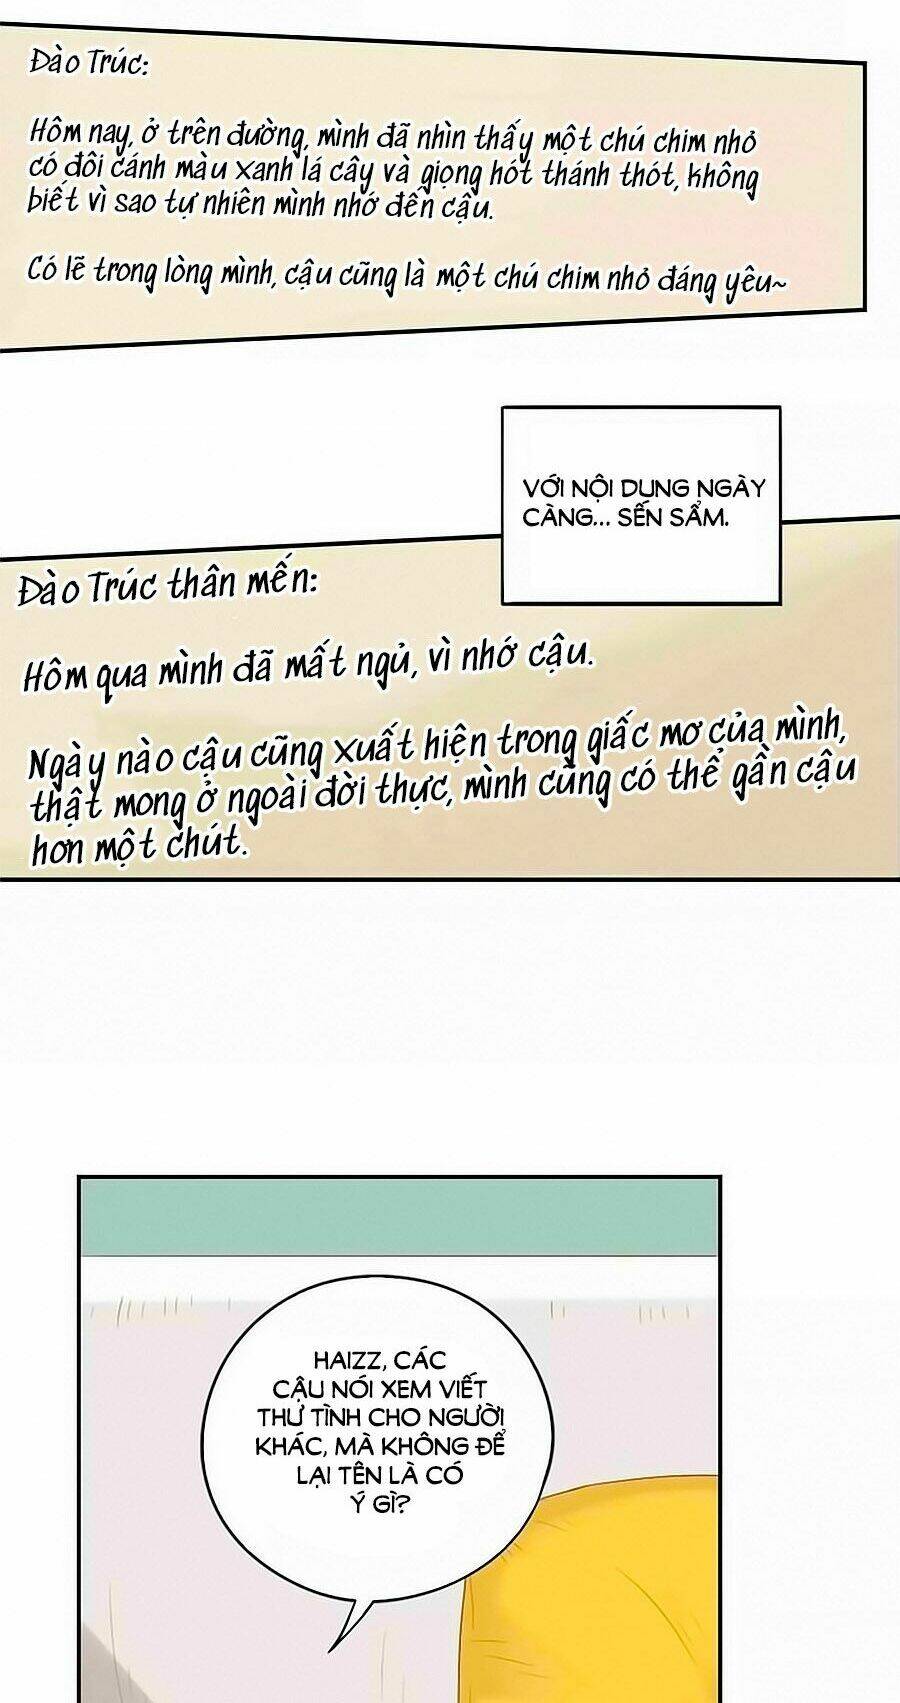 Đào Trúc:
Hôm nay, ở trên đường, mình đã nhìn thấy một chú chim nhỏ
có đôi cánh màu xanh lá cây và giọng hót thánh thót, không
biết vì sao tự nhiên mình nhớ đến cậu.
Có lẽ trong lòng mình, cậu cũng là một chú chim nhỏ đáng yêu~
VỚI NỘI DUNG NGÀY
CÀNG... SẾN SẨM.
Đào Trúc thân mến:
Hôm qua mình đã mất ngủ, vì nhớ cậu.
Ngày nào cậu cũng xuất hiện trong giấc mơ của mình,
thật mong ở ngoài đời thực, mình cũng có thể gần cậu
hơn một chút.
HAIZZ, CÁC
CẬU NÓI XEM VIẾT
THƯ TÌNH CHO NGƯỜI
KHÁC, MÀ KHÔNG ĐỂ
LẠI TÊN LÀ CÓ
Ý GÌ?